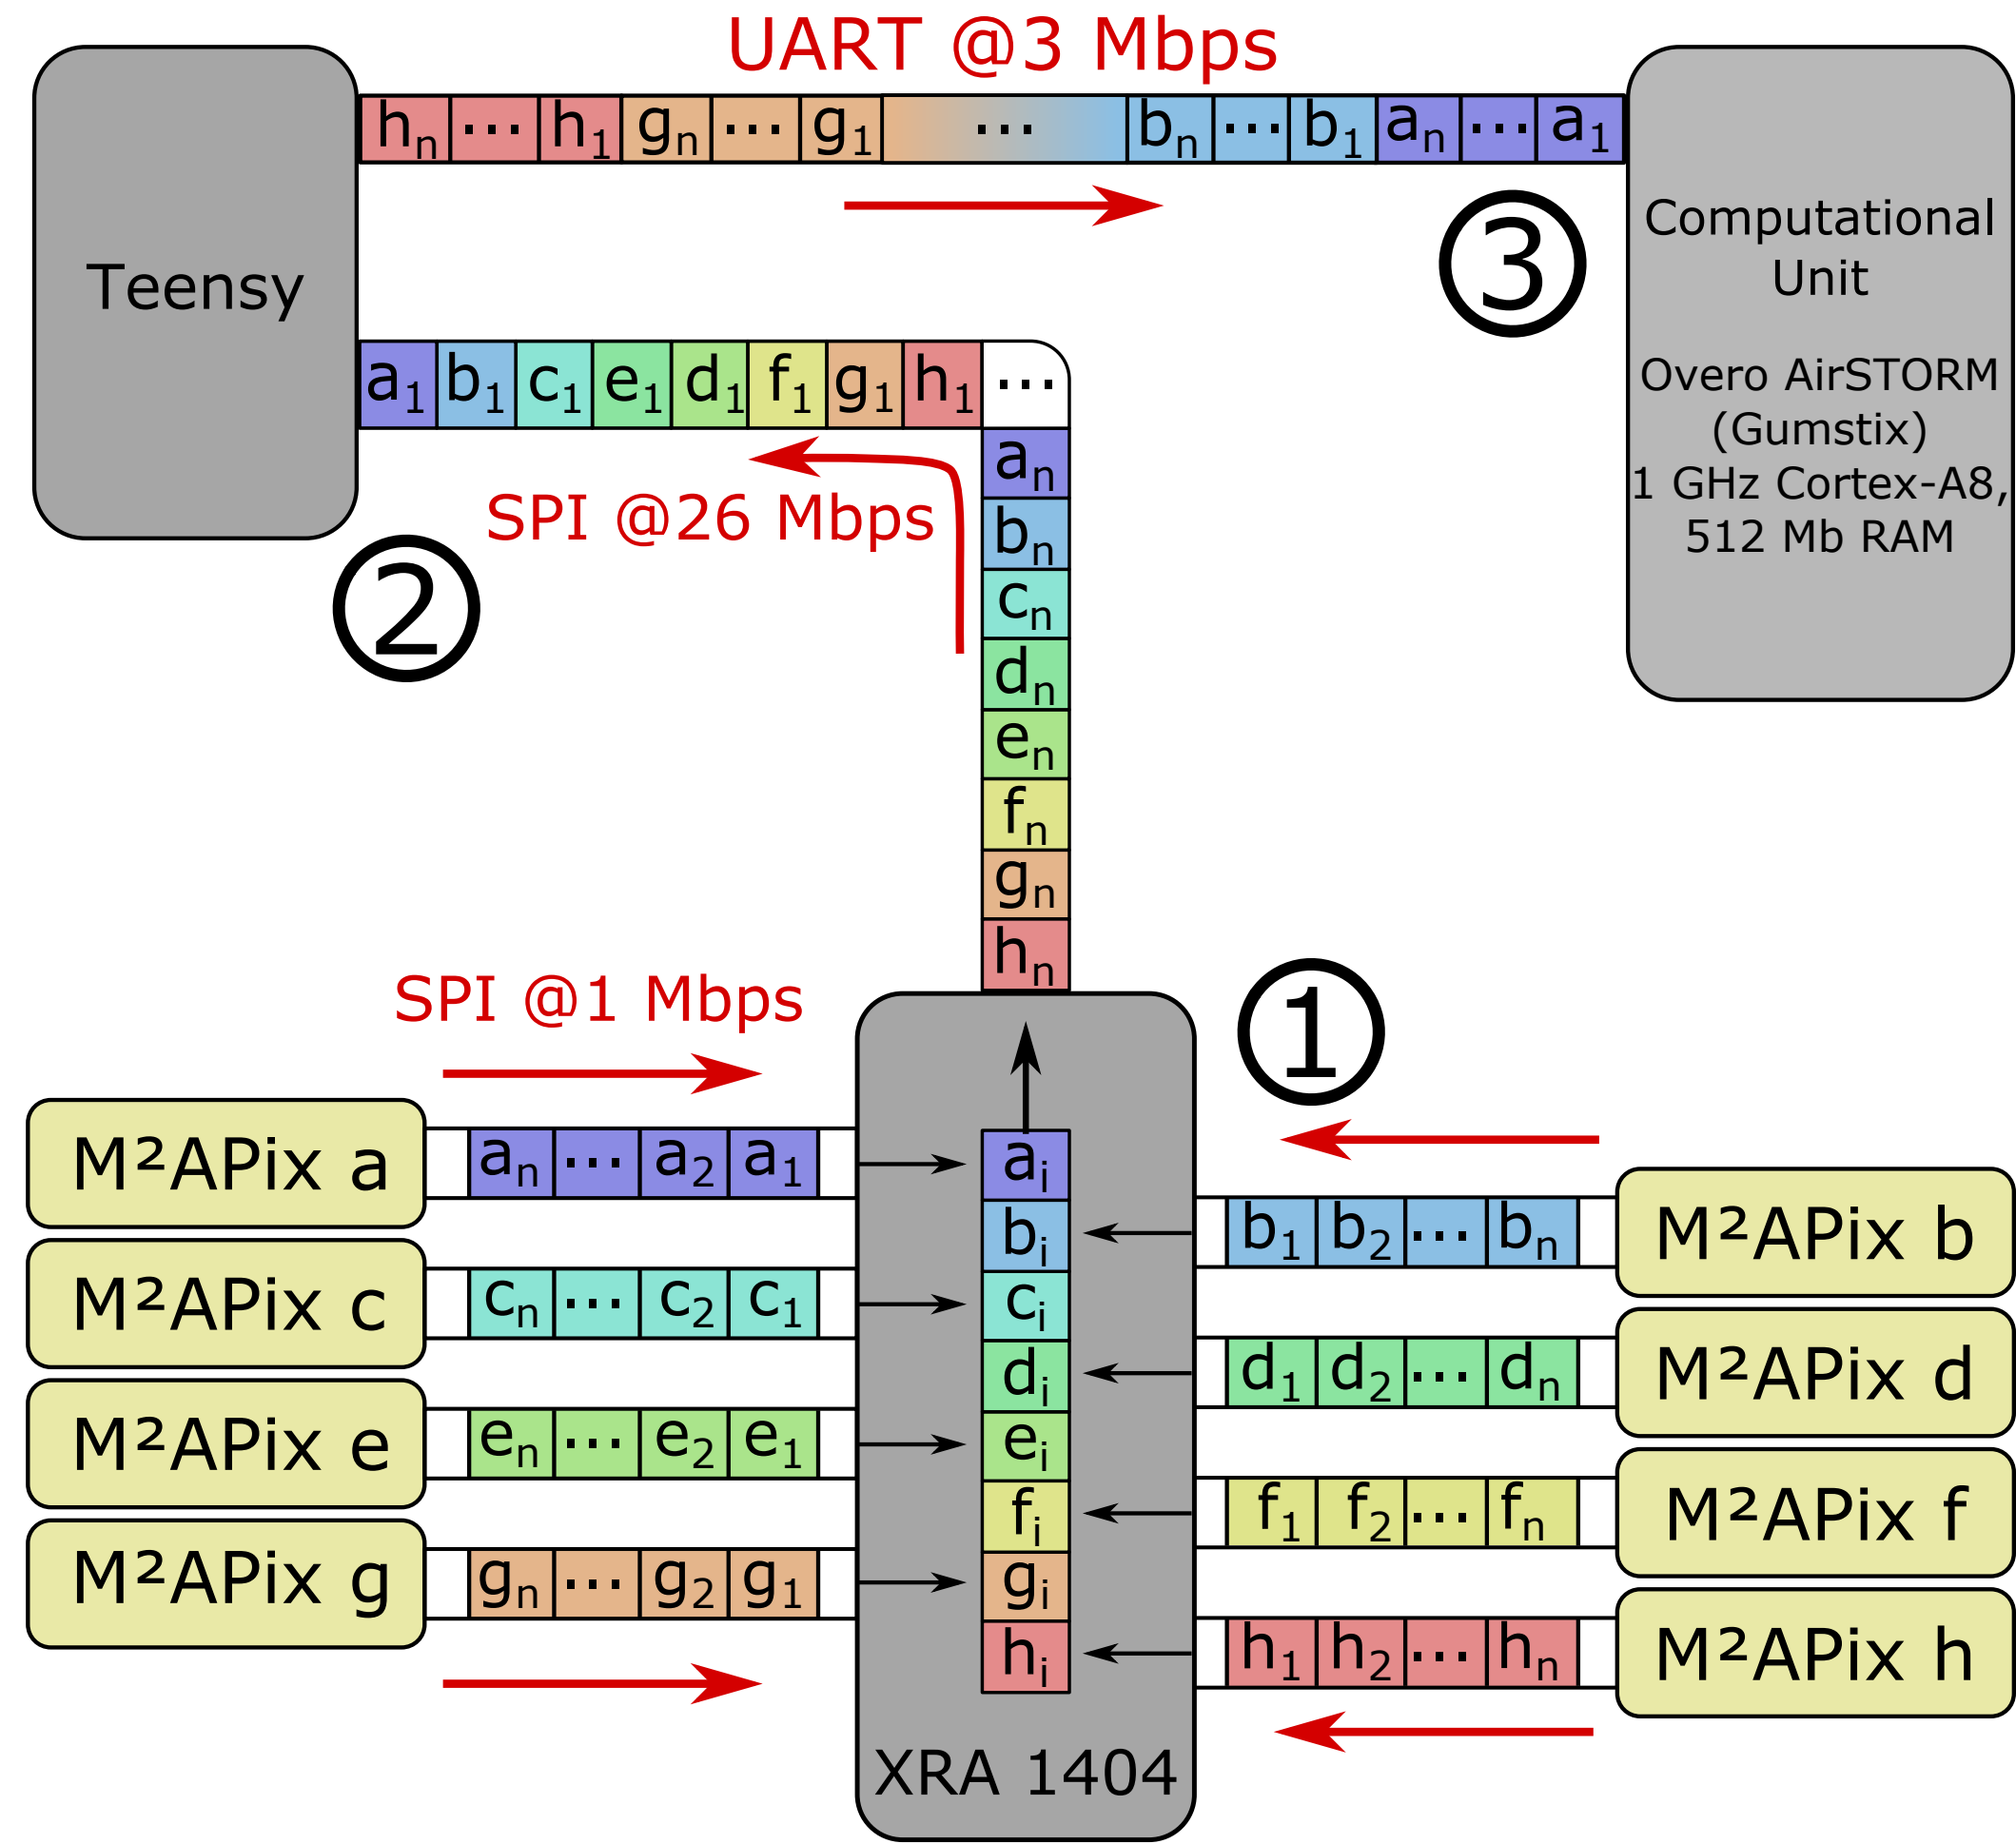 UART @3 Mbps
hn ... h1 gn ... g1 ... bn ... b1 an ... a1
Teensy
Computational
Unit
Overo AirSTORM
(Gumstix)
1 GHz Cortex-A8,
512 Mb RAM
3
a1 b1 c1 e1 d1 f1 g1 h1 ...
SPI @26 Mbps
2
an
bn
cn
dn
en
fn
gn
hn
SPI @1 Mbps
1
M²APix a
an ... a2 a1
M²APix c
cn ... c2 c1
M²APix e
en ... e2 e1
M²APix g
gn ... g2 g1
ai
bi
ci
di
ei
fi
gi
hi
XRA 1404
b1 b2 ... bn
M²APix b
d1 d2 ... dn
M²APix d
f1 f2 ... fn
M²APix f
h1 h2 ... hn
M²APix h